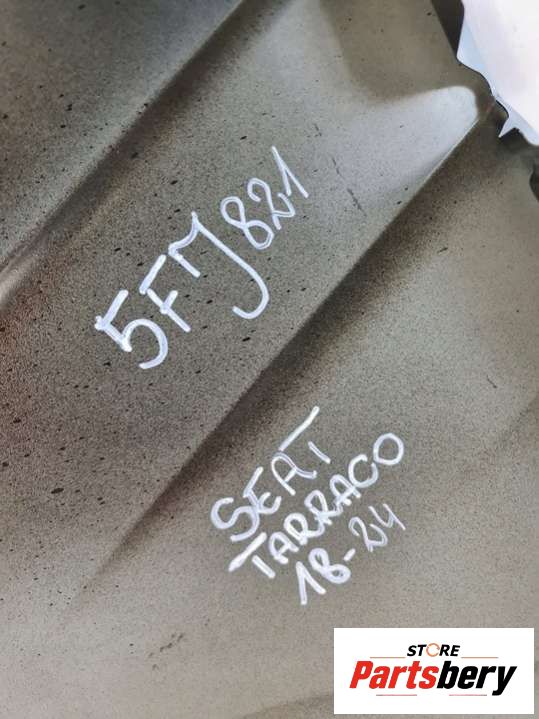 5FJ821
SEAT
TARRACO
18-24
STORE
Partsbery